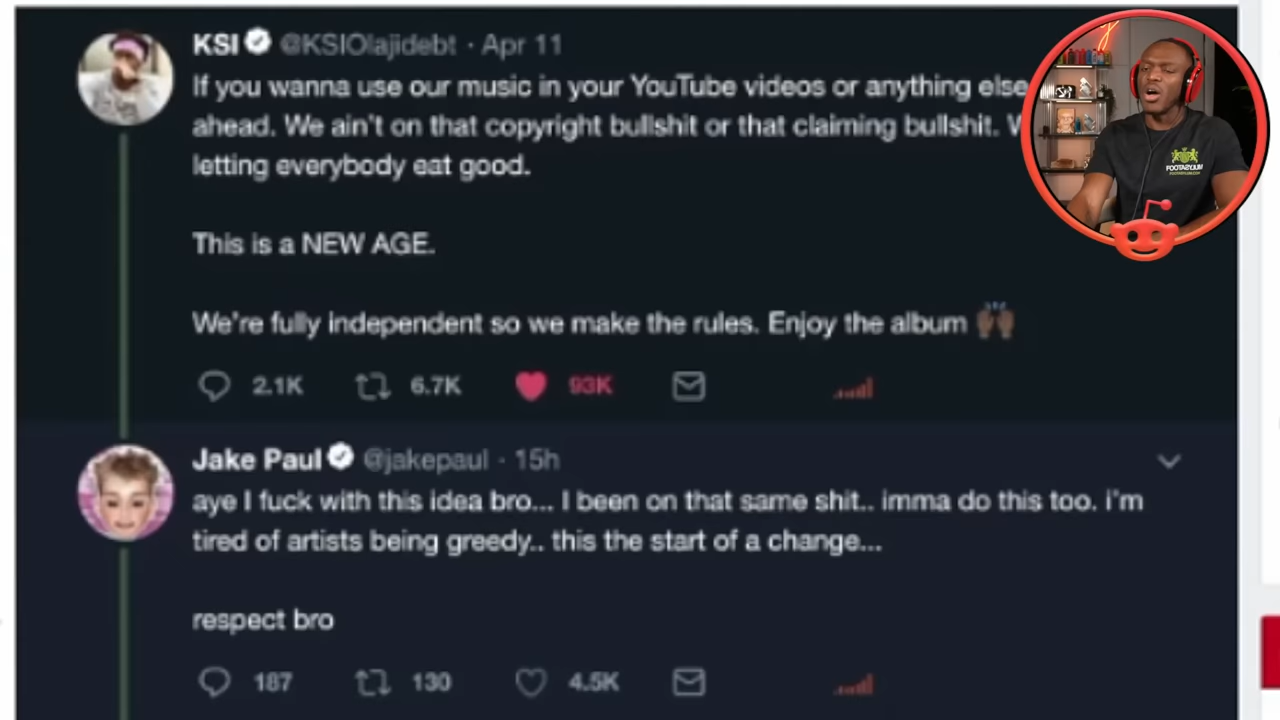 KSI @KSIOlajidebt · Apr 11
If you wanna use our music in your YouTube videos or anything else
ahead. We ain't on that copyright bullshit or that claiming bullshit.
letting everybody eat good.
This is a NEW AGE.
We're fully independent so we make the rules. Enjoy the album 🙌🏾
2.1K 6.7K 93K
Jake Paul @jakepaul · 15h
aye I fuck with this idea bro... I been on that same shit.. imma do this too. i'm
tired of artists being greedy.. this the start of a change...
respect bro
187 130 4.5K
FOOTASYLUM